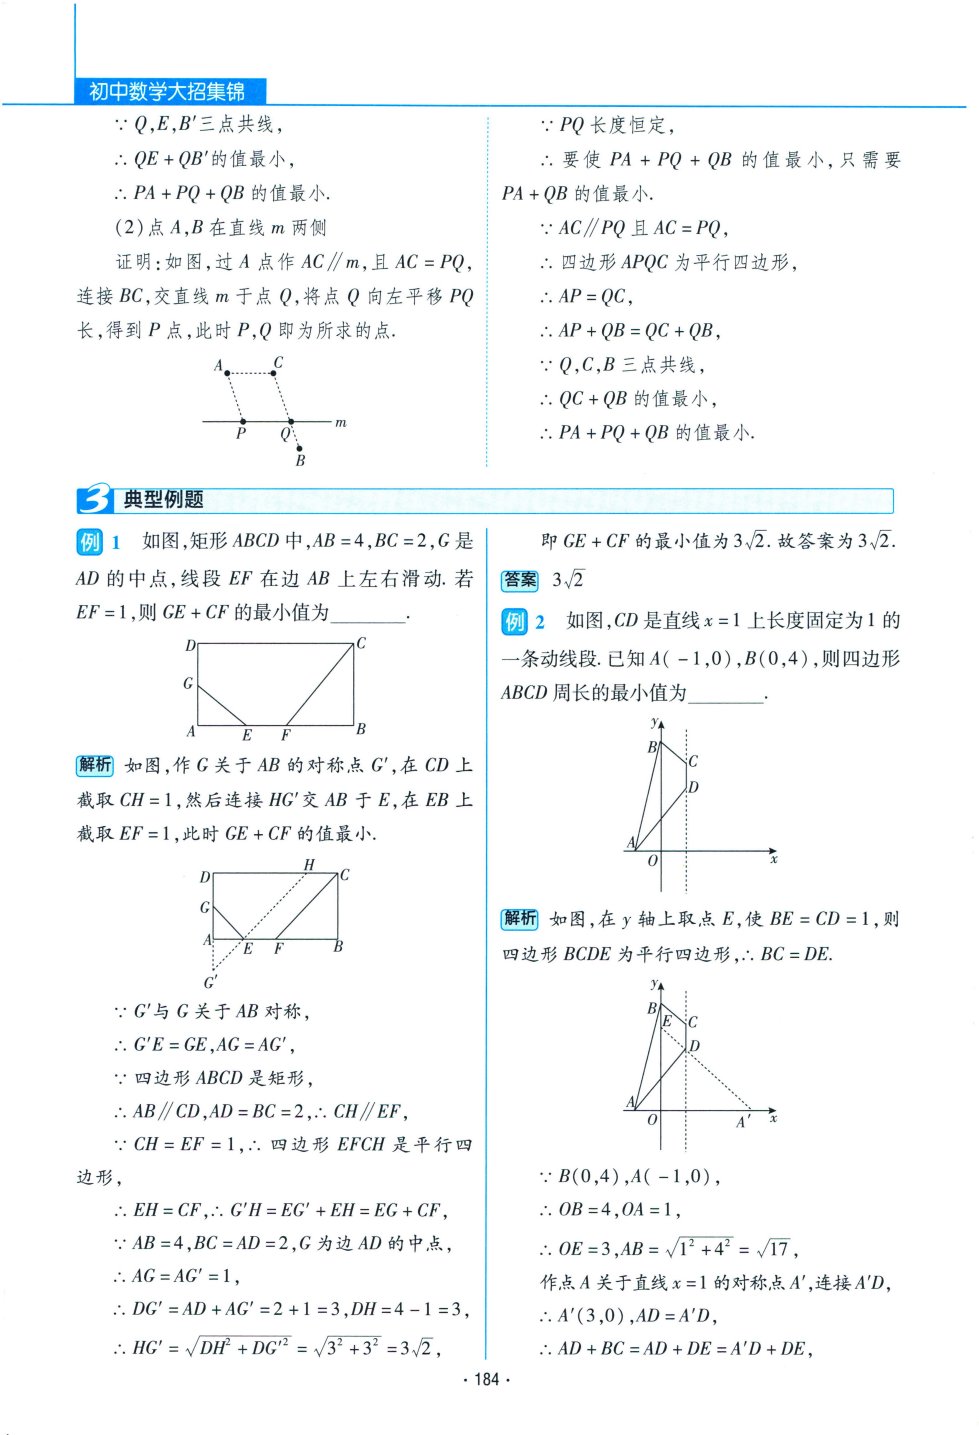 初中数学大招集锦
∵ Q,E,B′三点共线，
∴ QE + QB′的值最小，
∴ PA + PQ + QB 的值最小.
(2)点 A,B 在直线 m 两侧
证明:如图,过 A 点作 AC∥m,且 AC = PQ,
连接 BC,交直线 m 于点 Q,将点 Q 向左平移 PQ
长,得到 P 点,此时 P,Q 即为所求的点.
A C
P Q m
B
∵ PQ 长度恒定，
∴ 要使 PA + PQ + QB 的值最小,只需要
PA + QB 的值最小.
∵ AC∥PQ 且 AC = PQ，
∴ 四边形 APQC 为平行四边形，
∴ AP = QC，
∴ AP + QB = QC + QB，
∵ Q,C,B 三点共线，
∴ QC + QB 的值最小，
∴ PA + PQ + QB 的值最小.
3 典型例题
例 1 如图,矩形 ABCD 中,AB = 4,BC = 2,G 是
AD 的中点,线段 EF 在边 AB 上左右滑动. 若
EF = 1,则 GE + CF 的最小值为________.
D C
G
A E F B
解析 如图,作 G 关于 AB 的对称点 G′,在 CD 上
截取 CH = 1,然后连接 HG′交 AB 于 E,在 EB 上
截取 EF = 1,此时 GE + CF 的值最小.
D H C
G
A E F B
G′
∵ G′与 G 关于 AB 对称，
∴ G′E = GE,AG = AG′，
∵ 四边形 ABCD 是矩形，
∴ AB∥CD,AD = BC = 2,∴ CH∥EF，
∵ CH = EF = 1,∴ 四边形 EFCH 是平行四
边形，
∴ EH = CF,∴ G′H = EG′ + EH = EG + CF，
∵ AB = 4,BC = AD = 2,G 为边 AD 的中点，
∴ AG = AG′ = 1，
∴ DG′ = AD + AG′ = 2 + 1 = 3,DH = 4 − 1 = 3，
∴ HG′ = √(DH² + DG′²) = √(3² + 3²) = 3√2，
即 GE + CF 的最小值为 3√2. 故答案为 3√2.
答案 3√2
例 2 如图,CD 是直线 x = 1 上长度固定为 1 的
一条动线段. 已知 A( − 1,0),B(0,4),则四边形
ABCD 周长的最小值为________.
y
B C
D
A O x
解析 如图,在 y 轴上取点 E,使 BE = CD = 1,则
四边形 BCDE 为平行四边形,∴ BC = DE.
y
B E C
D
A O A′ x
∵ B(0,4),A( − 1,0)，
∴ OB = 4,OA = 1，
∴ OE = 3,AB = √(1² + 4²) = √17，
作点 A 关于直线 x = 1 的对称点 A′,连接 A′D，
∴ A′(3,0),AD = A′D，
∴ AD + BC = AD + DE = A′D + DE，
· 184 ·